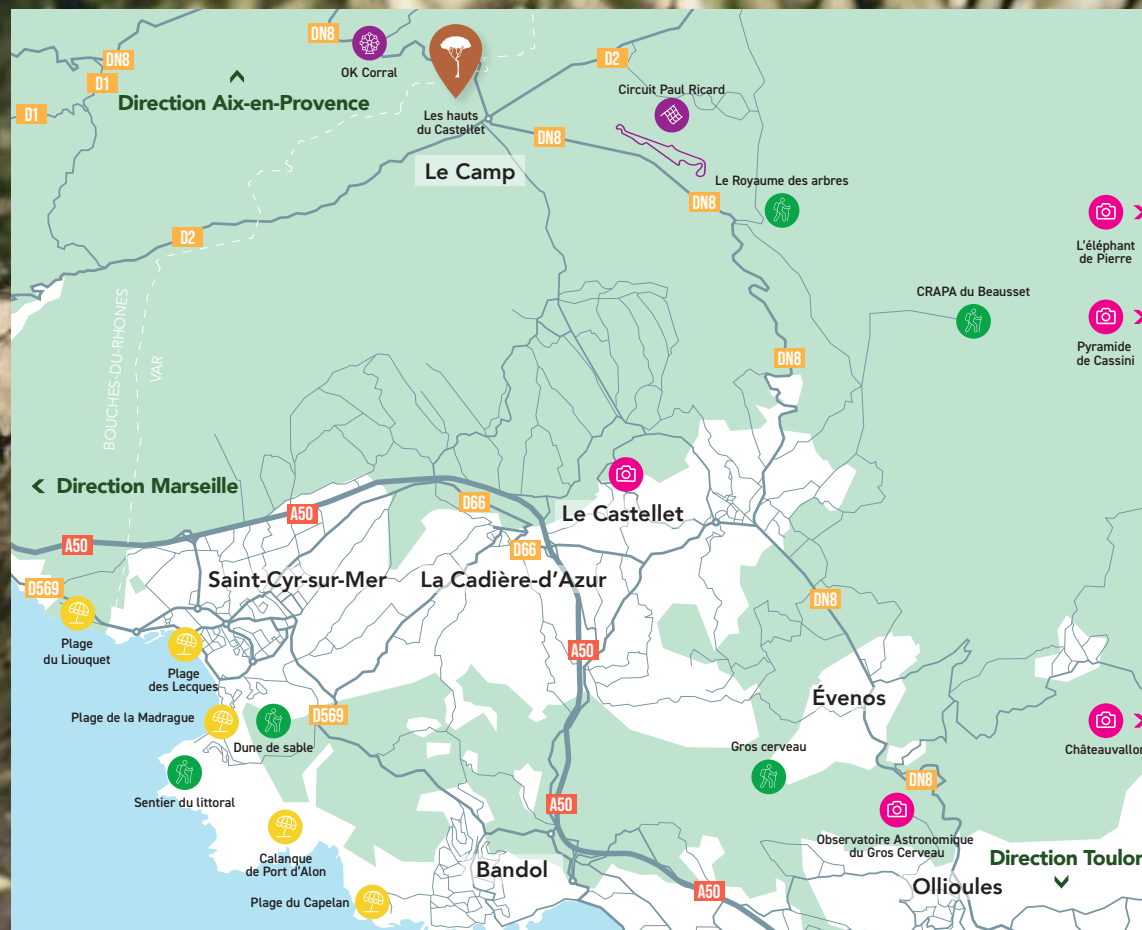 DN8
OK Corral
DN8
D1
D1
Direction Aix-en-Provence
Les hauts
du Castellet
D2
Circuit Paul Ricard
DN8
Le Camp
Le Royaume des arbres
DN8
D2
L'éléphant
de Pierre
CRAPA du Beausset
Pyramide
de Cassini
BOUCHES-DU-RHONES
VAR
DN8
Direction Marseille
A50
A50
D66
D66
Le Castellet
Saint-Cyr-sur-Mer
La Cadière-d'Azur
D569
Plage
du Liouquet
Plage
des Lecques
DN8
A50
Évenos
Plage de la Madrague
Dune de sable
D569
Sentier du littoral
Gros cerveau
Châteauvallon
DN8
A50
Observatoire Astronomique
du Gros Cerveau
Calanque
de Port d'Alon
Bandol
Direction Toulon
Ollioules
A50
Plage du Capelan